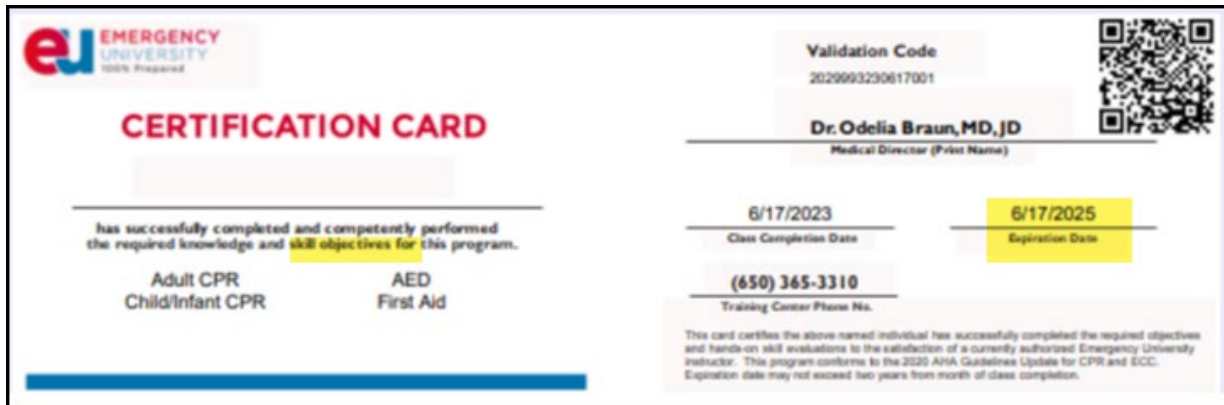 eu EMERGENCY
UNIVERSITY
100% Prepared
CERTIFICATION CARD
has successfully completed and competently performed
the required knowledge and skill objectives for this program.
Adult CPR AED
Child/Infant CPR First Aid
Validation Code
2029993230617001
Dr. Odelia Braun, MD, JD
Medical Director (Print Name)
6/17/2023 6/17/2025
Class Completion Date Expiration Date
(650) 365-3310
Training Center Phone No.
This card certifies the above named individual has successfully completed the required objectives
and hands-on skill evaluations to the satisfaction of a currently authorized Emergency University
instructor. This program conforms to the 2020 AHA Guidelines Update for CPR and ECC.
Expiration date may not exceed two years from month of class completion.